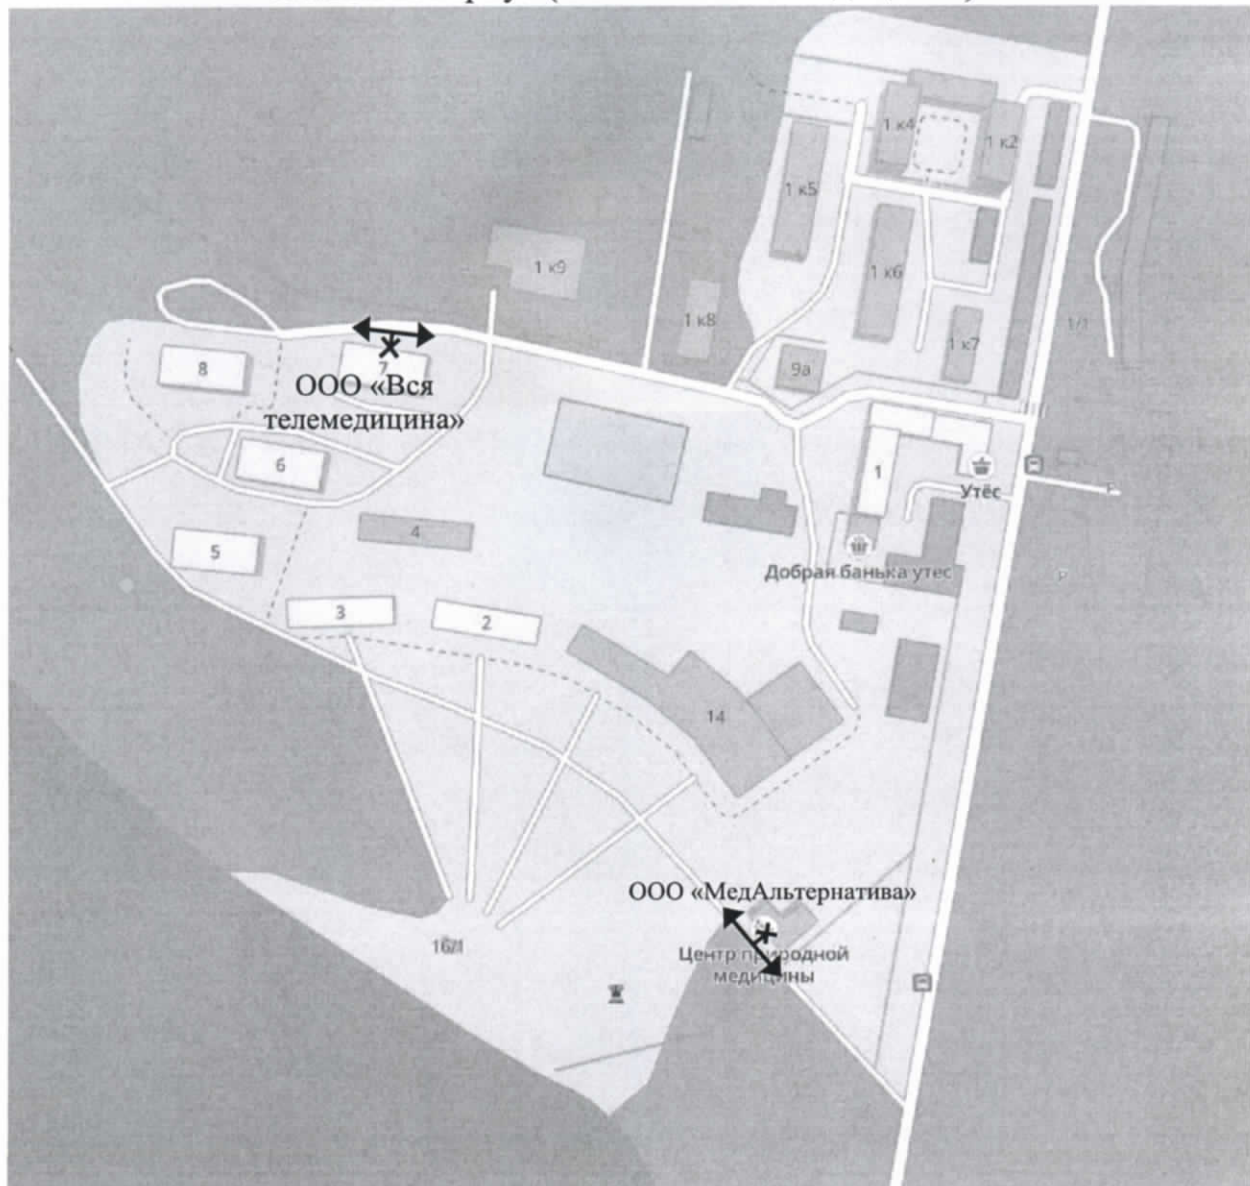 1 к4
1 к2
1 к5
1 к9
1 к6
1 к8
1/1
1 к7
9а
8
7
ООО «Вся
телемедицина»
6
1
Утёс
P
4
5
Добрая банька утес
P
3
2
14
ООО «МедАльтернатива»
16/1
Центр природной
медицины